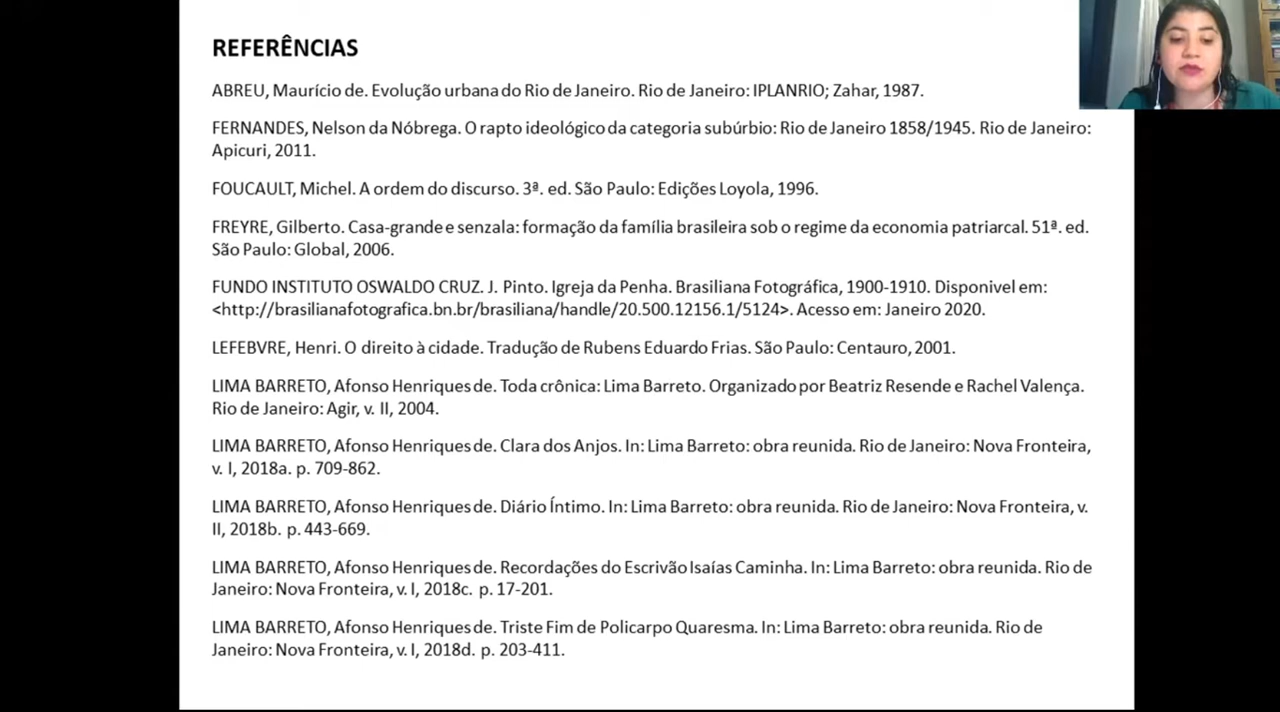 REFERÊNCIAS
ABREU, Maurício de. Evolução urbana do Rio de Janeiro. Rio de Janeiro: IPLANRIO; Zahar, 1987.
FERNANDES, Nelson da Nóbrega. O rapto ideológico da categoria subúrbio: Rio de Janeiro 1858/1945. Rio de Janeiro:
Apicuri, 2011.
FOUCAULT, Michel. A ordem do discurso. 3ª. ed. São Paulo: Edições Loyola, 1996.
FREYRE, Gilberto. Casa-grande e senzala: formação da família brasileira sob o regime da economia patriarcal. 51ª. ed.
São Paulo: Global, 2006.
FUNDO INSTITUTO OSWALDO CRUZ. J. Pinto. Igreja da Penha. Brasiliana Fotográfica, 1900-1910. Disponivel em:
<http://brasilianafotografica.bn.br/brasiliana/handle/20.500.12156.1/5124>. Acesso em: Janeiro 2020.
LEFEBVRE, Henri. O direito à cidade. Tradução de Rubens Eduardo Frias. São Paulo: Centauro, 2001.
LIMA BARRETO, Afonso Henriques de. Toda crônica: Lima Barreto. Organizado por Beatriz Resende e Rachel Valença.
Rio de Janeiro: Agir, v. II, 2004.
LIMA BARRETO, Afonso Henriques de. Clara dos Anjos. In: Lima Barreto: obra reunida. Rio de Janeiro: Nova Fronteira,
v. I, 2018a. p. 709-862.
LIMA BARRETO, Afonso Henriques de. Diário Íntimo. In: Lima Barreto: obra reunida. Rio de Janeiro: Nova Fronteira, v.
II, 2018b. p. 443-669.
LIMA BARRETO, Afonso Henriques de. Recordações do Escrivão Isaías Caminha. In: Lima Barreto: obra reunida. Rio de
Janeiro: Nova Fronteira, v. I, 2018c. p. 17-201.
LIMA BARRETO, Afonso Henriques de. Triste Fim de Policarpo Quaresma. In: Lima Barreto: obra reunida. Rio de
Janeiro: Nova Fronteira, v. I, 2018d. p. 203-411.